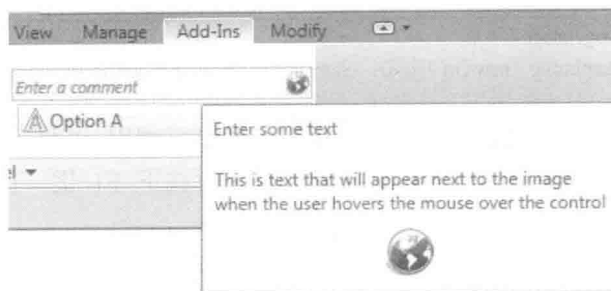 View Manage Add-Ins Modify
Enter a comment
Option A
Enter some text
This is text that will appear next to the image
when the user hovers the mouse over the control